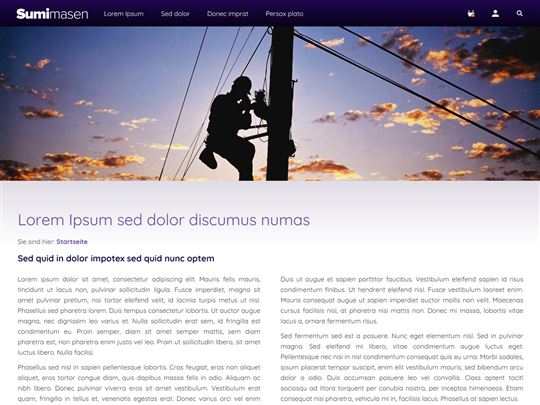 Sumimasen
Lorem Ipsum
Sed dolor
Donec imprat
Persox plato
Lorem Ipsum sed dolor discumus numas
Sie sind hier: Startseite
Sed quid in dolor impotex sed quid nunc optem
Lorem ipsum dolor sit amet, consectetur adipiscing elit. Mauris felis mauris,
tincidunt ut lacus non, pulvinar sollicitudin ligula. Fusce imperdiet, magna sit
amet pulvinar pretium, nisi tortor eleifend velit, id lacinia turpis metus ut nisl.
Phasellus sed pharetra lorem. Duis tempus consectetur lobortis. Ut auctor augue
magna, nec dignissim leo varius et. Nulla sollicitudin erat sem, id fringilla est
condimentum eu. Proin semper, diam sit amet semper mattis, sem diam
pharetra est, non pharetra enim justo vel leo. Proin ut sollicitudin libero, sit amet
luctus libero. Nulla facilisi.
Phasellus sed nisl in sapien pellentesque lobortis. Cras feugiat, eros non aliquet
aliquet, eros tortor congue diam, quis dapibus massa felis in odio. Aliquam ac
nibh libero. Donec imperdiet vivamus, viverra est ut, vestibulum erat. Vestibulum
quam, fringilla in tellus et, venenatis egestas erat. Donec vel enim
Duis ut augue et sapien porttitor faucibus. Vestibulum eleifend sapien id risus
condimentum finibus. Ut hendrerit eleifend nisl. Fusce vestibulum laoreet enim.
Mauris consequat augue ut sapien imperdiet auctor mollis non velit. Maecenas
cursus facilisis nisl, at pharetra nisi mattis non. Donec mi massa, lobortis vitae
lacus a, ornare fermentum risus.
Sed fermentum sed est a posuere. Nunc eget elementum nisl. Sed in pulvinar
magna. Sed eleifend mi libero, vitae condimentum augue luctus eget.
Pellentesque nec nisi in nisl condimentum consequat quis eu urna. Morbi sodales,
ipsum placerat tempor suscipit, enim elit vestibulum elit, sed bibendum arcu
dolor a odio. Duis accumsan posuere leo vel convallis. Class aptent taciti
sociosqu ad litora torquent per conubia nostra, per inceptos himenaeos. Cras
consequat nisi pharetra, vehicula mi in, facilisis lacus. Phasellus at sapien lectus.